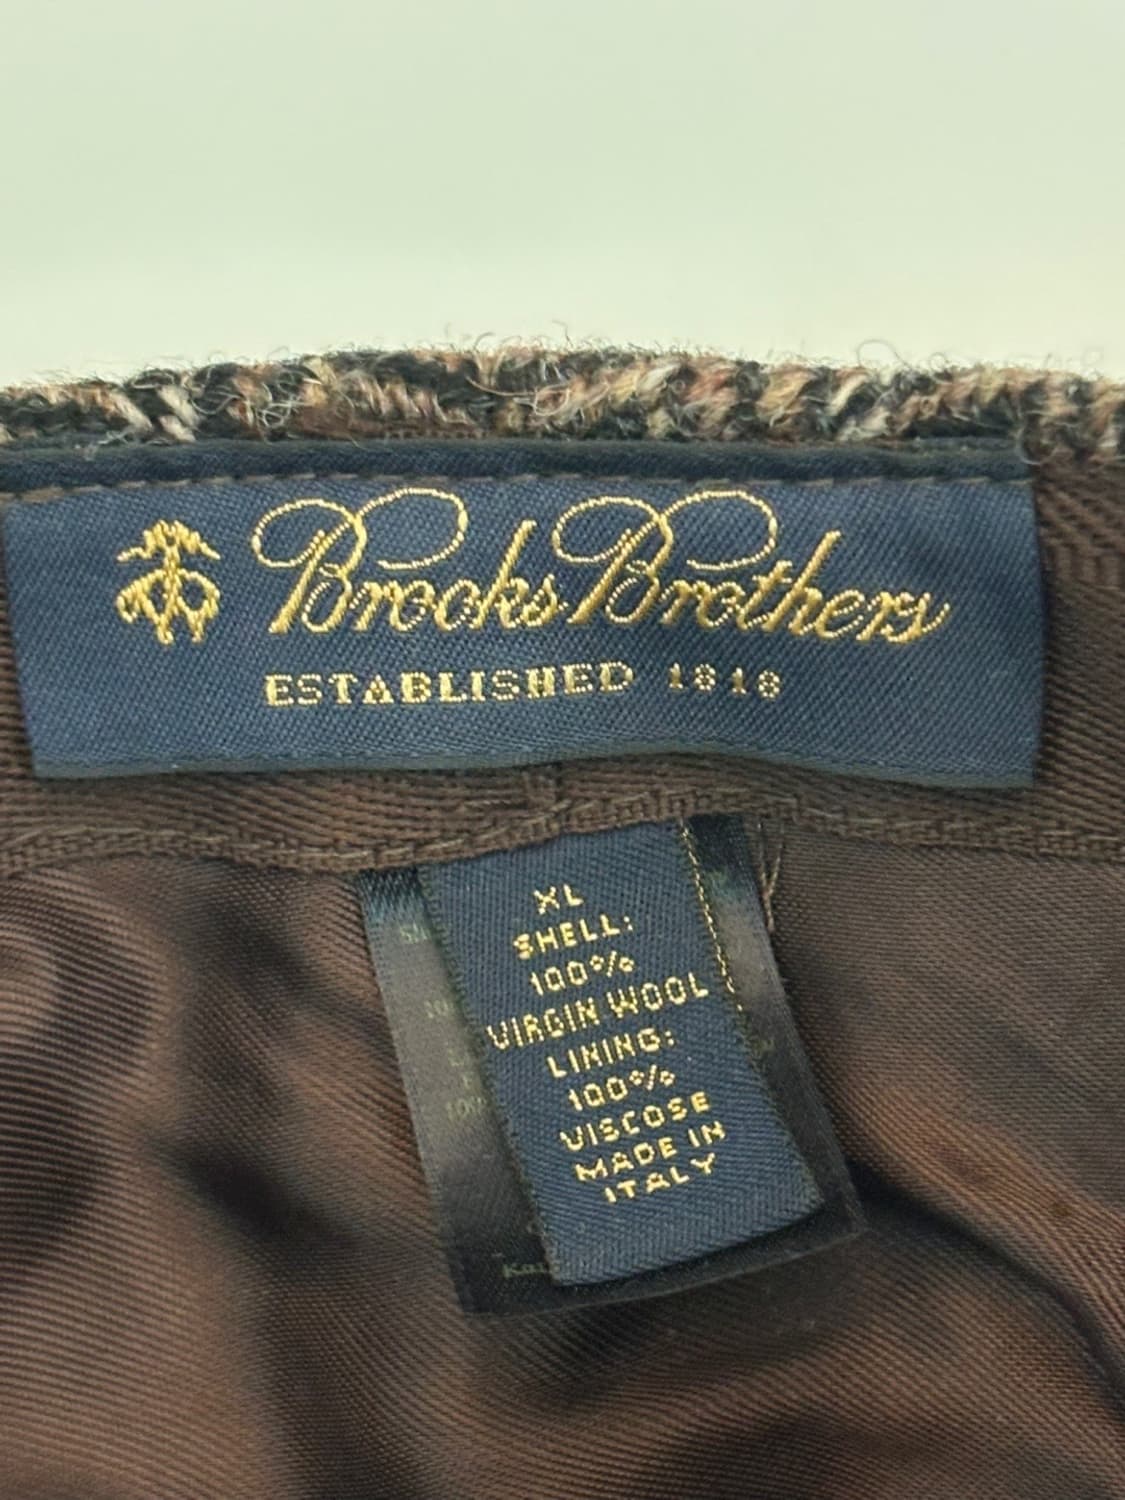 Brooks Brothers
ESTABLISHED 1818
XL
SHELL:
100%
VIRGIN WOOL
LINING:
100%
VISCOSE
MADE IN
ITALY